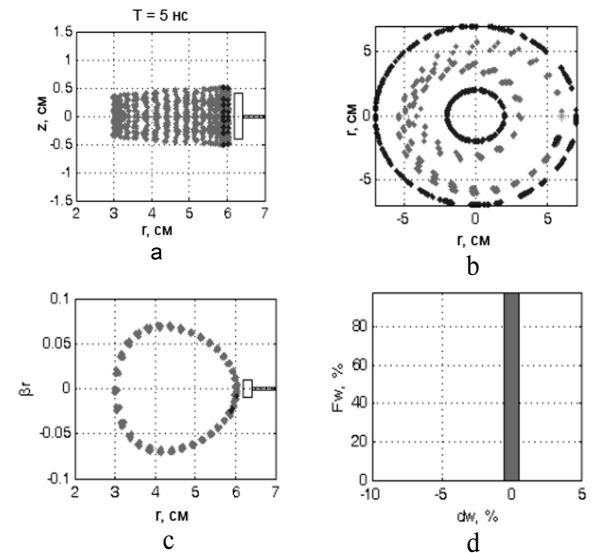 T = 5 нс
z, см
1.5
1
0.5
0
-0.5
-1
-1.5
2 3 4 5 6 7
r, см
a
r, см
5
0
-5
-5 0 5
r, см
b
βr
0.1
0.05
0
-0.05
-0.1
2 3 4 5 6 7
r, см
c
Fw, %
80
60
40
20
0
-10 -5 0 5
dw, %
d